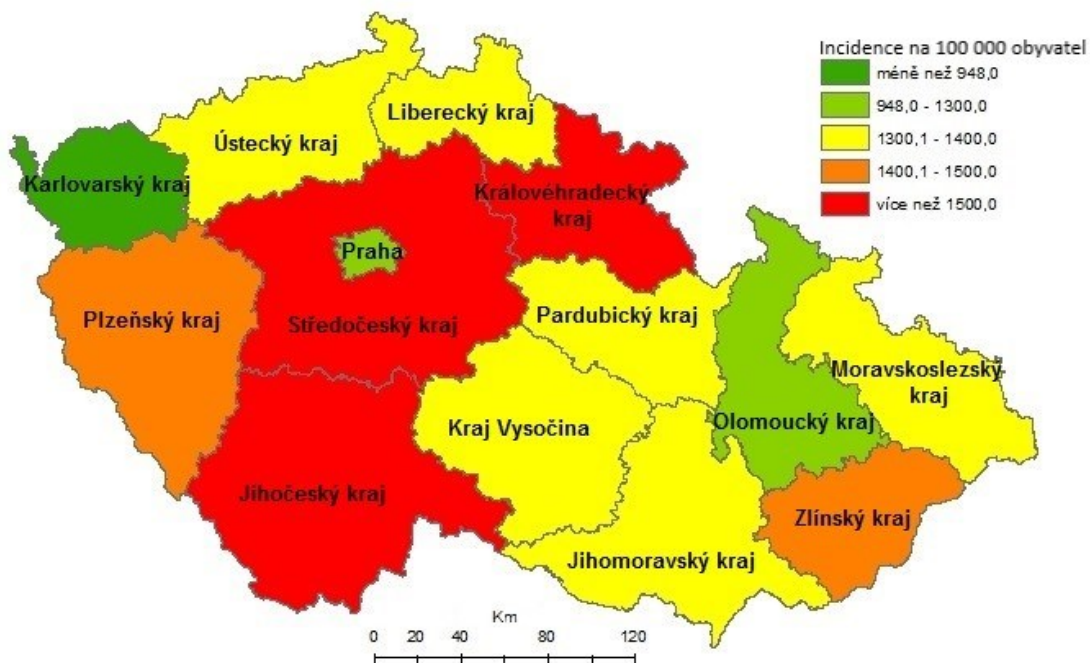 Incidence na 100 000 obyvatel
méně než 948,0
948,0 - 1300,0
1300,1 - 1400,0
1400,1 - 1500,0
více než 1500,0
Liberecký kraj
Ústecký kraj
Karlovarský kraj
Královéhradecký
kraj
Praha
Plzeňský kraj
Středočeský kraj
Pardubický kraj
Moravskoslezský
kraj
Olomoucký kraj
Kraj Vysočina
Jihočeský kraj
Zlínský kraj
Jihomoravský kraj
Km
0 20 40 80 120